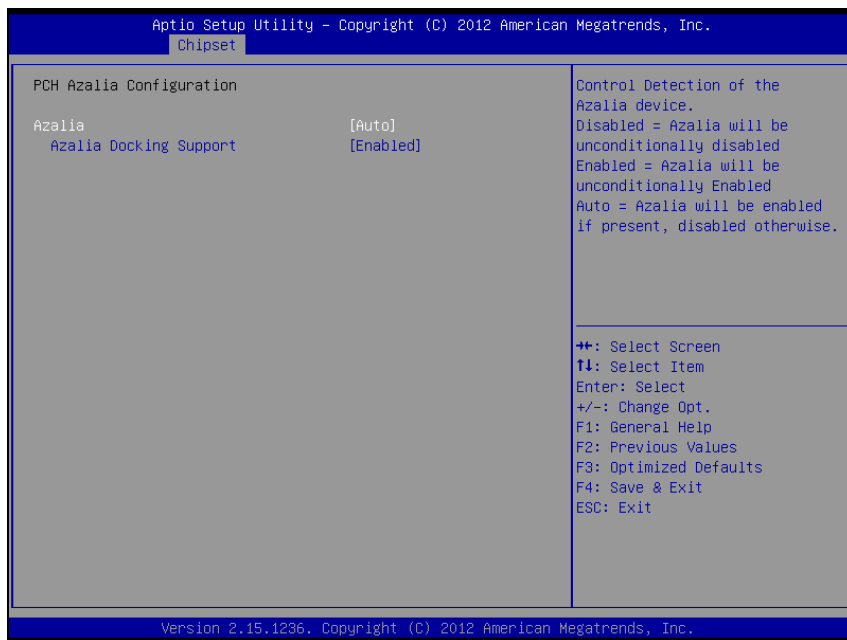 Aptio Setup Utility – Copyright (C) 2012 American Megatrends, Inc.
Chipset
PCH Azalia Configuration
Azalia [Auto]
Azalia Docking Support [Enabled]
Control Detection of the
Azalia device.
Disabled = Azalia will be
unconditionally disabled
Enabled = Azalia will be
unconditionally Enabled
Auto = Azalia will be enabled
if present, disabled otherwise.
→←: Select Screen
↑↓: Select Item
Enter: Select
+/-: Change Opt.
F1: General Help
F2: Previous Values
F3: Optimized Defaults
F4: Save & Exit
ESC: Exit
Version 2.15.1236. Copyright (C) 2012 American Megatrends, Inc.